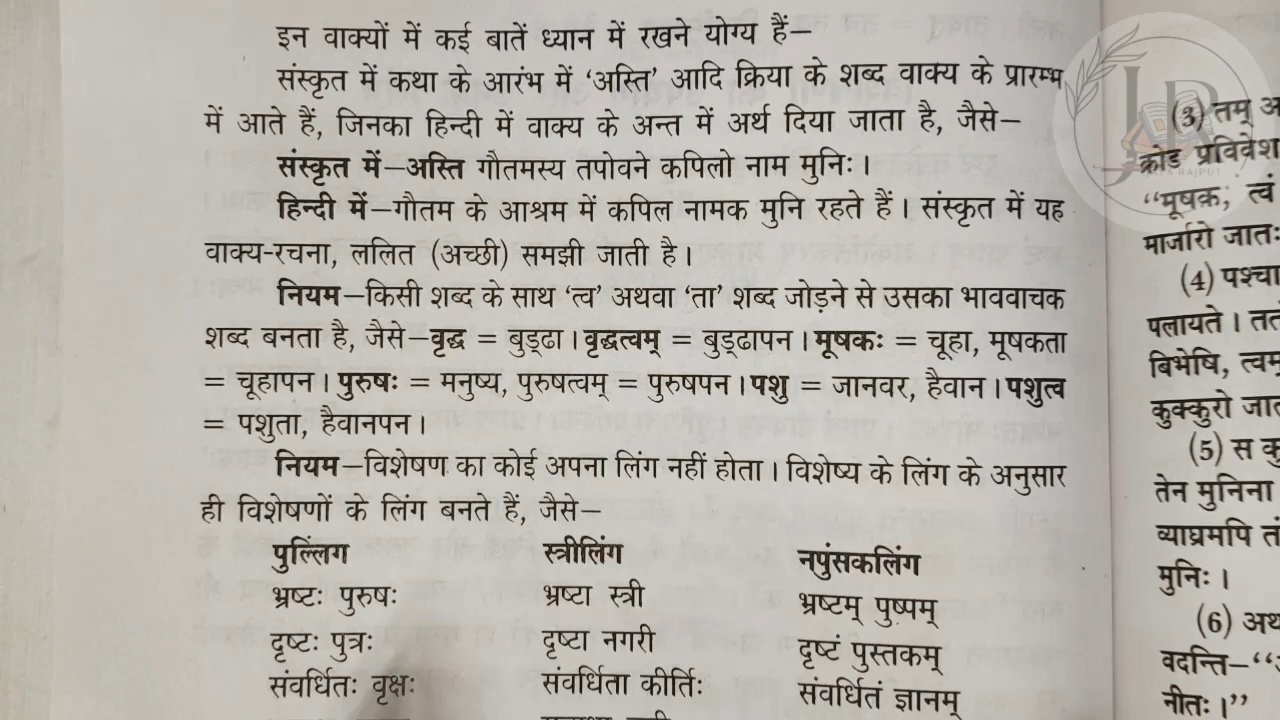 इन वाक्यों में कई बातें ध्यान में रखने योग्य हैं—
संस्कृत में कथा के आरंभ में ‘अस्ति’ आदि क्रिया के शब्द वाक्य के प्रारम्भ
में आते हैं, जिनका हिन्दी में वाक्य के अन्त में अर्थ दिया जाता है, जैसे—
संस्कृत में—अस्ति गौतमस्य तपोवने कपिलो नाम मुनिः।
हिन्दी में—गौतम के आश्रम में कपिल नामक मुनि रहते हैं। संस्कृत में यह
वाक्य-रचना, ललित (अच्छी) समझी जाती है।
नियम—किसी शब्द के साथ ‘त्व’ अथवा ‘ता’ शब्द जोड़ने से उसका भाववाचक
शब्द बनता है, जैसे—वृद्ध = बुड्ढा। वृद्धत्वम् = बुड्ढापन। मूषकः = चूहा, मूषकता
= चूहापन। पुरुषः = मनुष्य, पुरुषत्वम् = पुरुषपन। पशु = जानवर, हैवान। पशुत्व
= पशुता, हैवानपन।
नियम—विशेषण का कोई अपना लिंग नहीं होता। विशेष्य के लिंग के अनुसार
ही विशेषणों के लिंग बनते हैं, जैसे—
पुल्लिंग स्त्रीलिंग नपुंसकलिंग
भ्रष्टः पुरुषः भ्रष्टा स्त्री भ्रष्टम् पुष्पम्
दृष्टः पुत्रः दृष्टा नगरी दृष्टं पुस्तकम्
संवर्धितः वृक्षः संवर्धिता कीर्तिः संवर्धितं ज्ञानम्
(3) तम्
क्रोडं प्रविवेश
“मूषक, त्वं
मार्जारो जातः
(4) पश्चा
पलायते। तत
बिभेषि, त्वम्
कुक्कुरो जात
(5) स कु
तेन मुनिना
व्याघ्रमपि तं
मुनिः।
(6) अथ
वदन्ति—“
नीतः।”